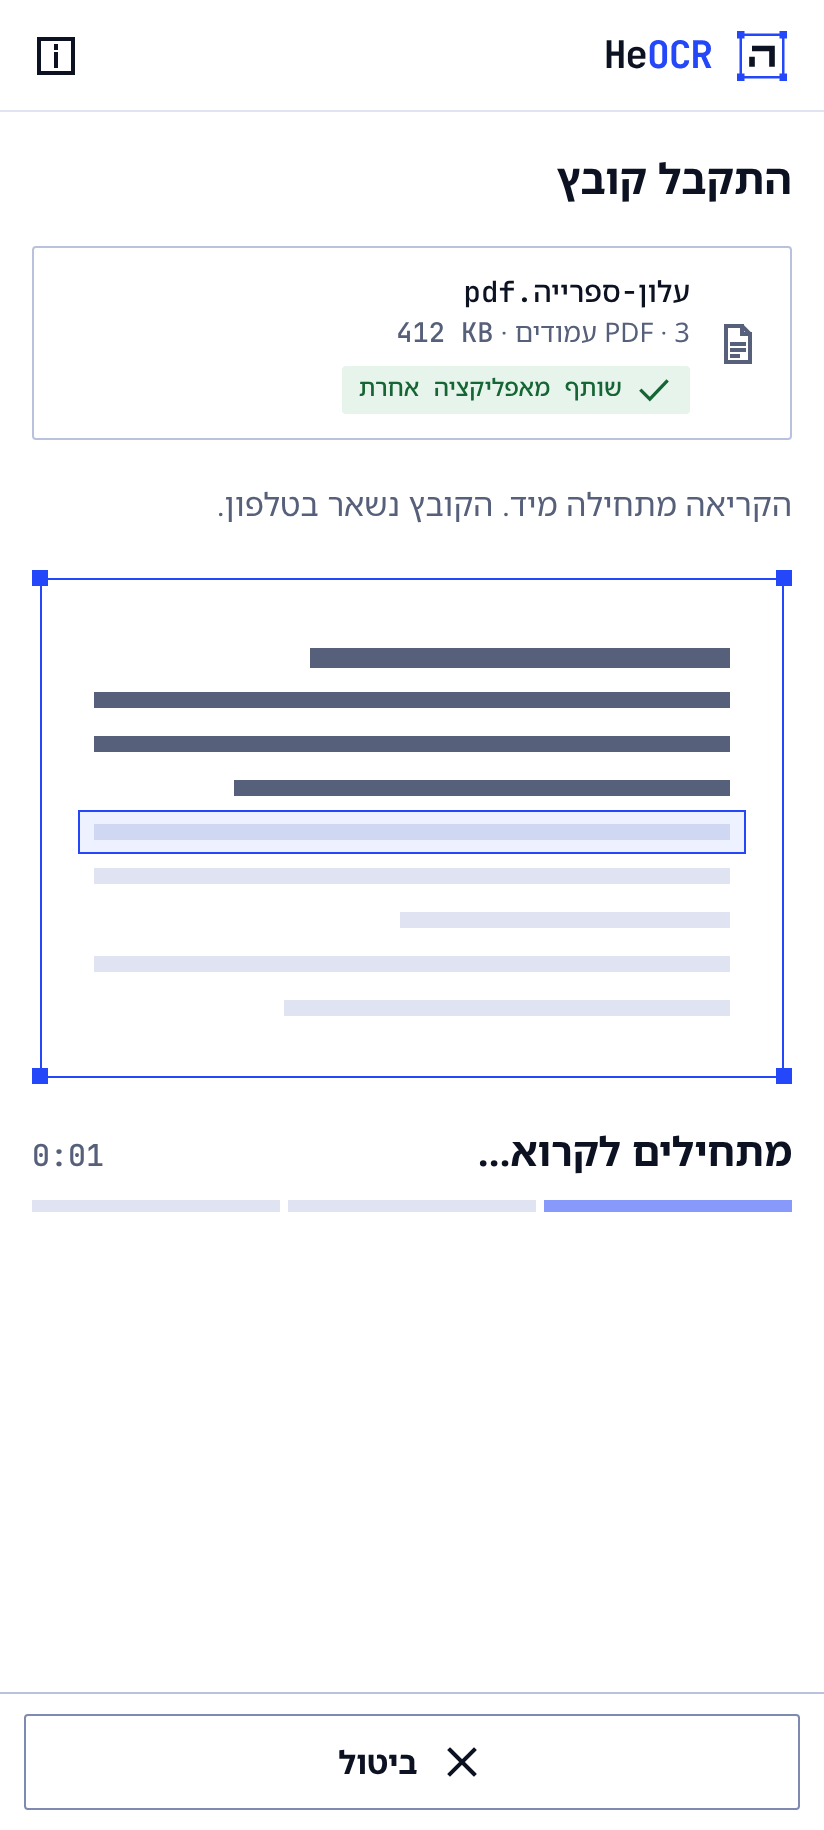 ה HeOCR
התקבל קובץ
עלון-ספרייה.pdf
PDF · 3 עמודים · 412 KB
שותף מאפליקציה אחרת
הקריאה מתחילה מיד. הקובץ נשאר בטלפון.
מתחילים לקרוא...
0:01
ביטול